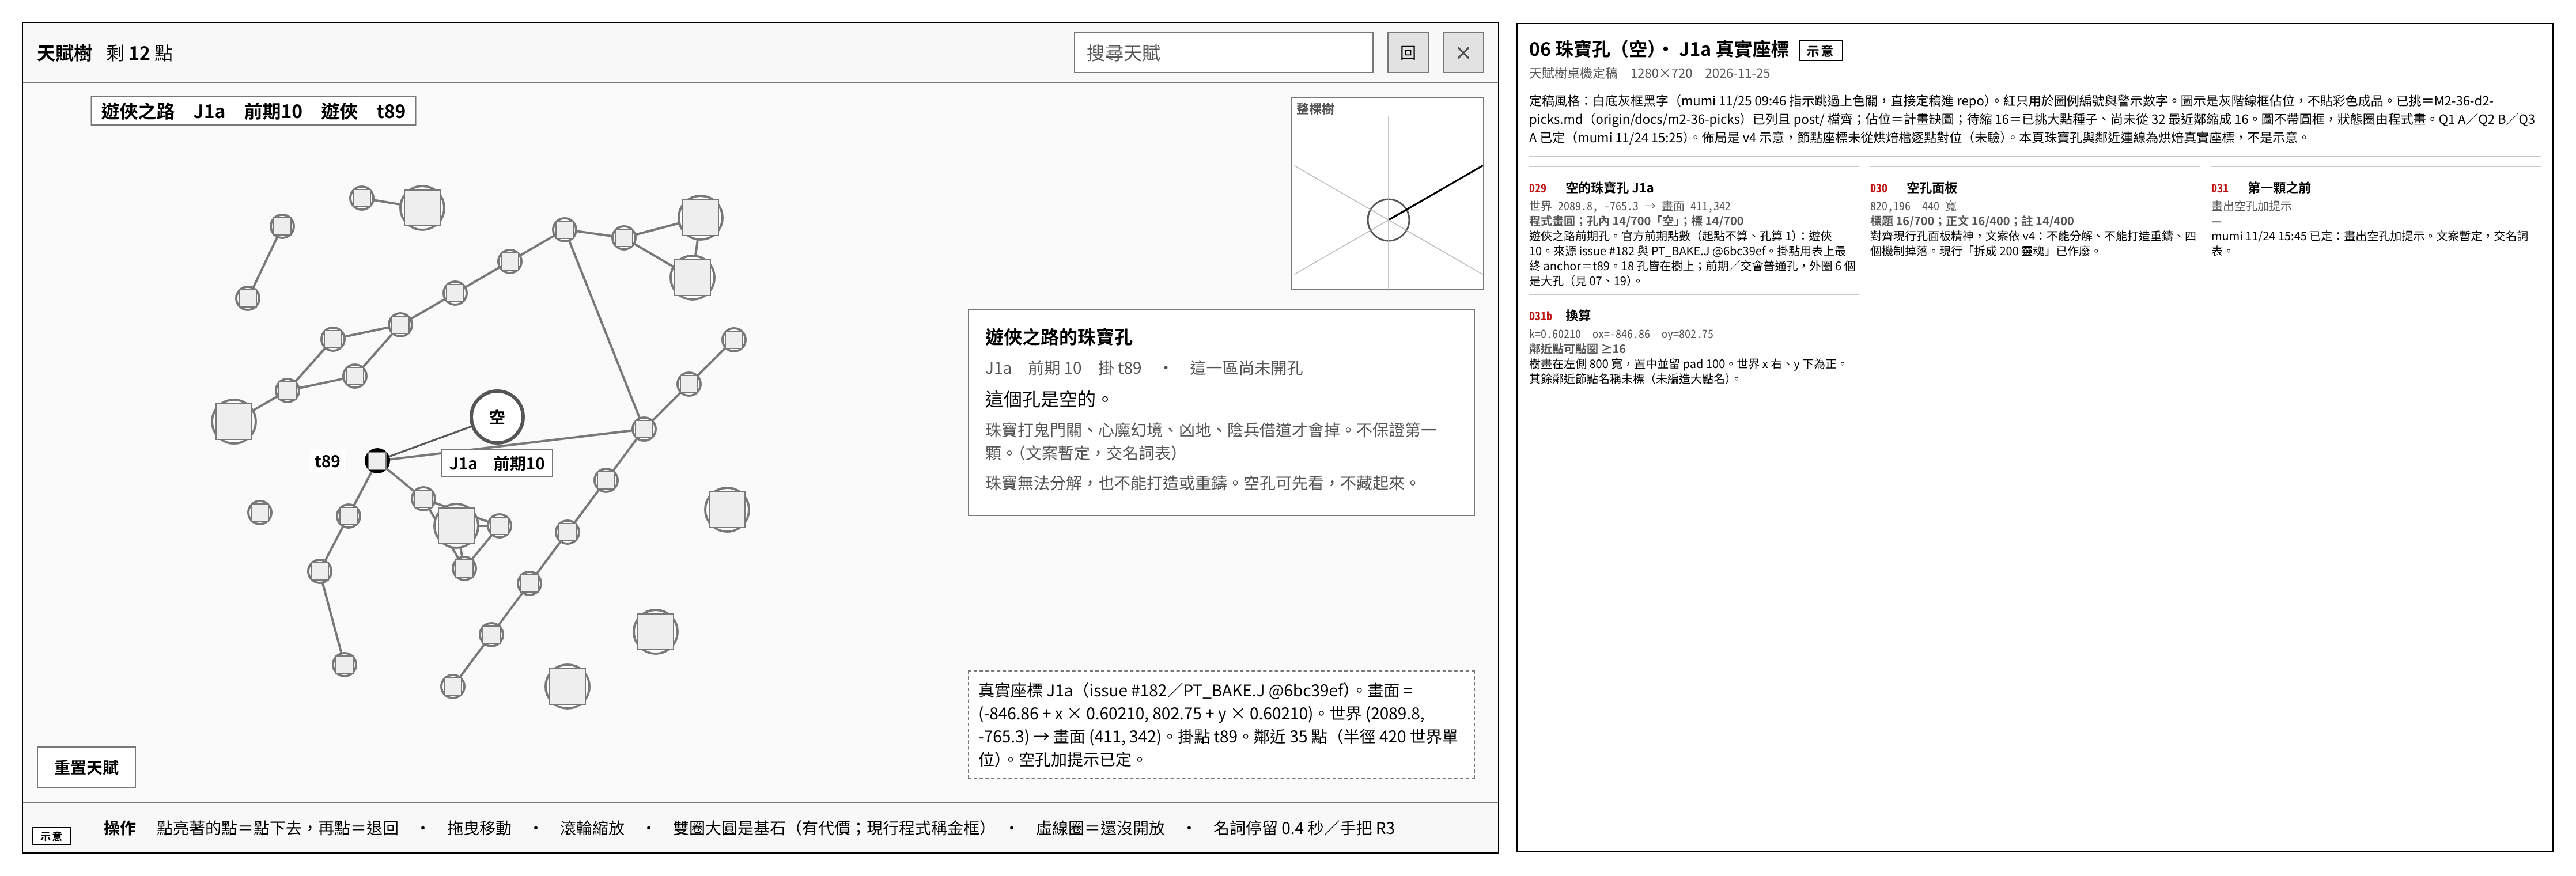 天賦樹 剩 12 點
搜尋天賦
回
×
遊俠之路 J1a 前期10 遊俠 t89
整棵樹
空
t89
J1a 前期10
遊俠之路的珠寶孔
J1a 前期 10 掛 t89 · 這一區尚未開孔
這個孔是空的。
珠寶打鬼門關、心魔幻境、凶地、陰兵借道才會掉。不保證第一
顆。（文案暫定，交名詞表）
珠寶無法分解，也不能打造或重鑄。空孔可先看，不藏起來。
真實座標 J1a（issue #182／PT_BAKE.J @6bc39ef）。畫面 =
(-846.86 + x × 0.60210, 802.75 + y × 0.60210)。世界 (2089.8,
-765.3) → 畫面 (411, 342)。掛點 t89。鄰近 35 點（半徑 420 世界單
位）。空孔加提示已定。
重置天賦
示意
操作 點亮著的點＝點下去，再點＝退回 · 拖曳移動 · 滾輪縮放 · 雙圈大圓是基石（有代價；現行程式稱金框） · 虛線圈＝還沒開放 · 名詞停留 0.4 秒／手把 R3
06 珠寶孔（空）· J1a 真實座標 示意
天賦樹桌機定稿 1280×720 2026-11-25
定稿風格：白底灰框黑字（mumi 11/25 09:46 指示跳過上色關，直接定稿進 repo）。紅只用於圖例編號與警示數字。圖示是灰階線框佔位，不貼彩色成品。已挑＝M2-36-d2-
picks.md（origin/docs/m2-36-picks）已列且 post/ 檔齊；佔位＝計畫缺圖；待縮 16＝已挑大點種子、尚未從 32 最近鄰縮成 16。圖不帶圓框，狀態圈由程式畫。Q1 A／Q2 B／Q3
A 已定（mumi 11/24 15:25）。佈局是 v4 示意，節點座標未從烘焙檔逐點對位（未驗）。本頁珠寶孔與鄰近連線為烘焙真實座標，不是示意。
D29 空的珠寶孔 J1a
世界 2089.8, -765.3 → 畫面 411,342
程式畫圓；孔內 14/700「空」；標 14/700
遊俠之路前期孔。官方前期點數（起點不算、孔算 1）：遊俠
10。來源 issue #182 與 PT_BAKE.J @6bc39ef。掛點用表上最
終 anchor＝t89。18 孔皆在樹上；前期／交會普通孔，外圈 6 個
是大孔（見 07、19）。
D30 空孔面板
820,196 440 寬
標題 16/700；正文 16/400；註 14/400
對齊現行孔面板精神，文案依 v4：不能分解、不能打造重鑄、四
個機制掉落。現行「拆成 200 靈魂」已作廢。
D31 第一顆之前
畫出空孔加提示
—
mumi 11/24 15:45 已定：畫出空孔加提示。文案暫定，交名詞
表。
D31b 換算
k=0.60210 ox=-846.86 oy=802.75
鄰近點可點圈 ≥16
樹畫在左側 800 寬，置中並留 pad 100。世界 x 右、y 下為正。
其餘鄰近節點名稱未標（未編造大點名）。